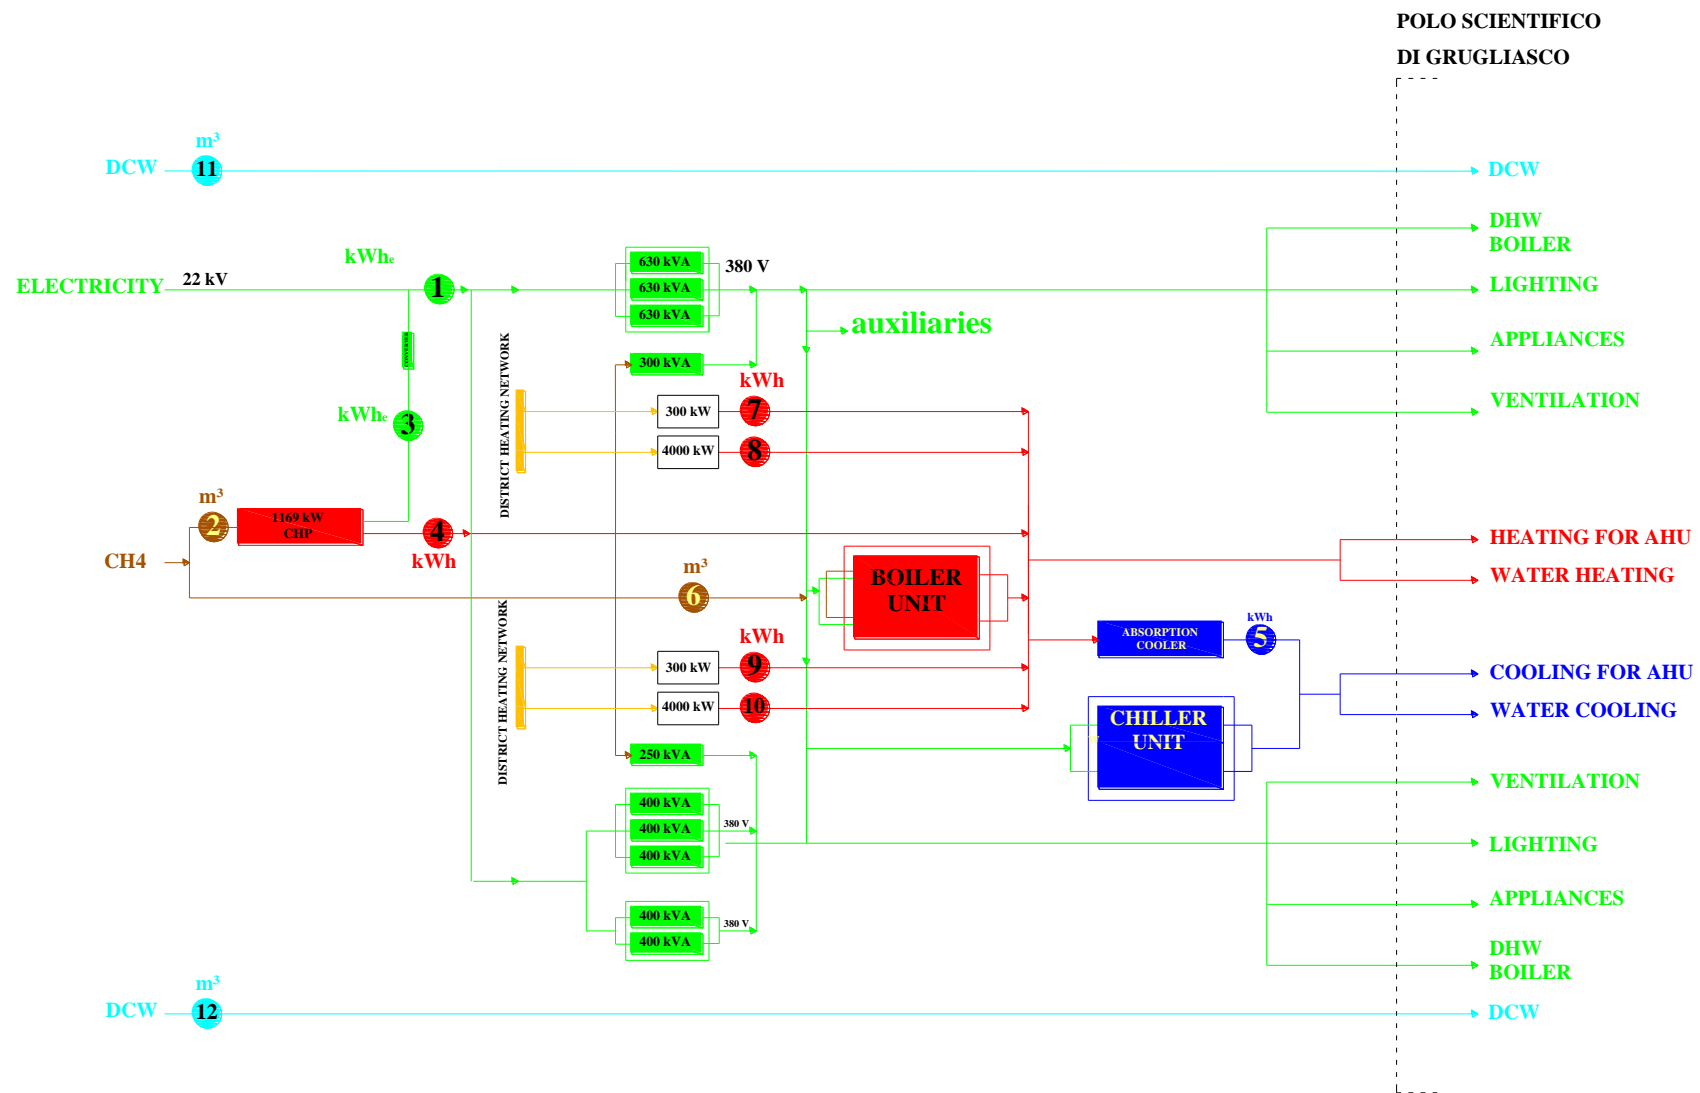 POLO SCIENTIFICO
DI GRUGLIASCO
m³
DCW
11
DCW
DHW
BOILER
kWhe
22 kV
ELECTRICITY
1
630 kVA
630 kVA
630 kVA
380 V
LIGHTING
auxiliaries
CONVERTER
APPLIANCES
300 kVA
DISTRICT HEATING NETWORK
kWh
VENTILATION
kWhe
3
300 kW
7
4000 kW
8
m³
2
1169 kW
CHP
4
kWh
HEATING FOR AHU
CH4
WATER HEATING
m³
6
BOILER
UNIT
DISTRICT HEATING NETWORK
kWh
300 kW
9
4000 kW
10
ABSORPTION
COOLER
kWh
5
COOLING FOR AHU
WATER COOLING
CHILLER
UNIT
250 kVA
VENTILATION
400 kVA
400 kVA
400 kVA
380 V
LIGHTING
APPLIANCES
400 kVA
400 kVA
380 V
DHW
BOILER
m³
DCW
12
DCW